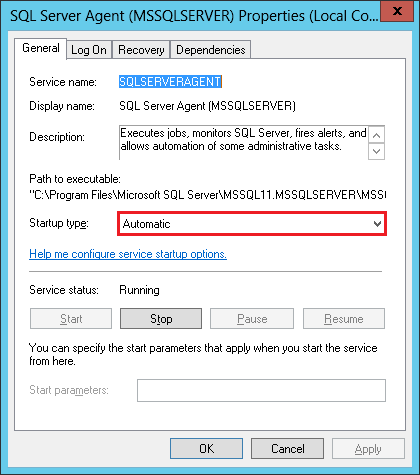 SQL Server Agent (MSSQLSERVER) Properties (Local Co...
General Log On Recovery Dependencies
Service name: SQLSERVERAGENT
Display name: SQL Server Agent (MSSQLSERVER)
Description: Executes jobs, monitors SQL Server, fires alerts, and
allows automation of some administrative tasks.
Path to executable:
"C:\Program Files\Microsoft SQL Server\MSSQL11.MSSQLSERVER\MSSQ
Startup type: Automatic
Help me configure service startup options.
Service status: Running
Start Stop Pause Resume
You can specify the start parameters that apply when you start the service
from here.
Start parameters:
OK Cancel Apply